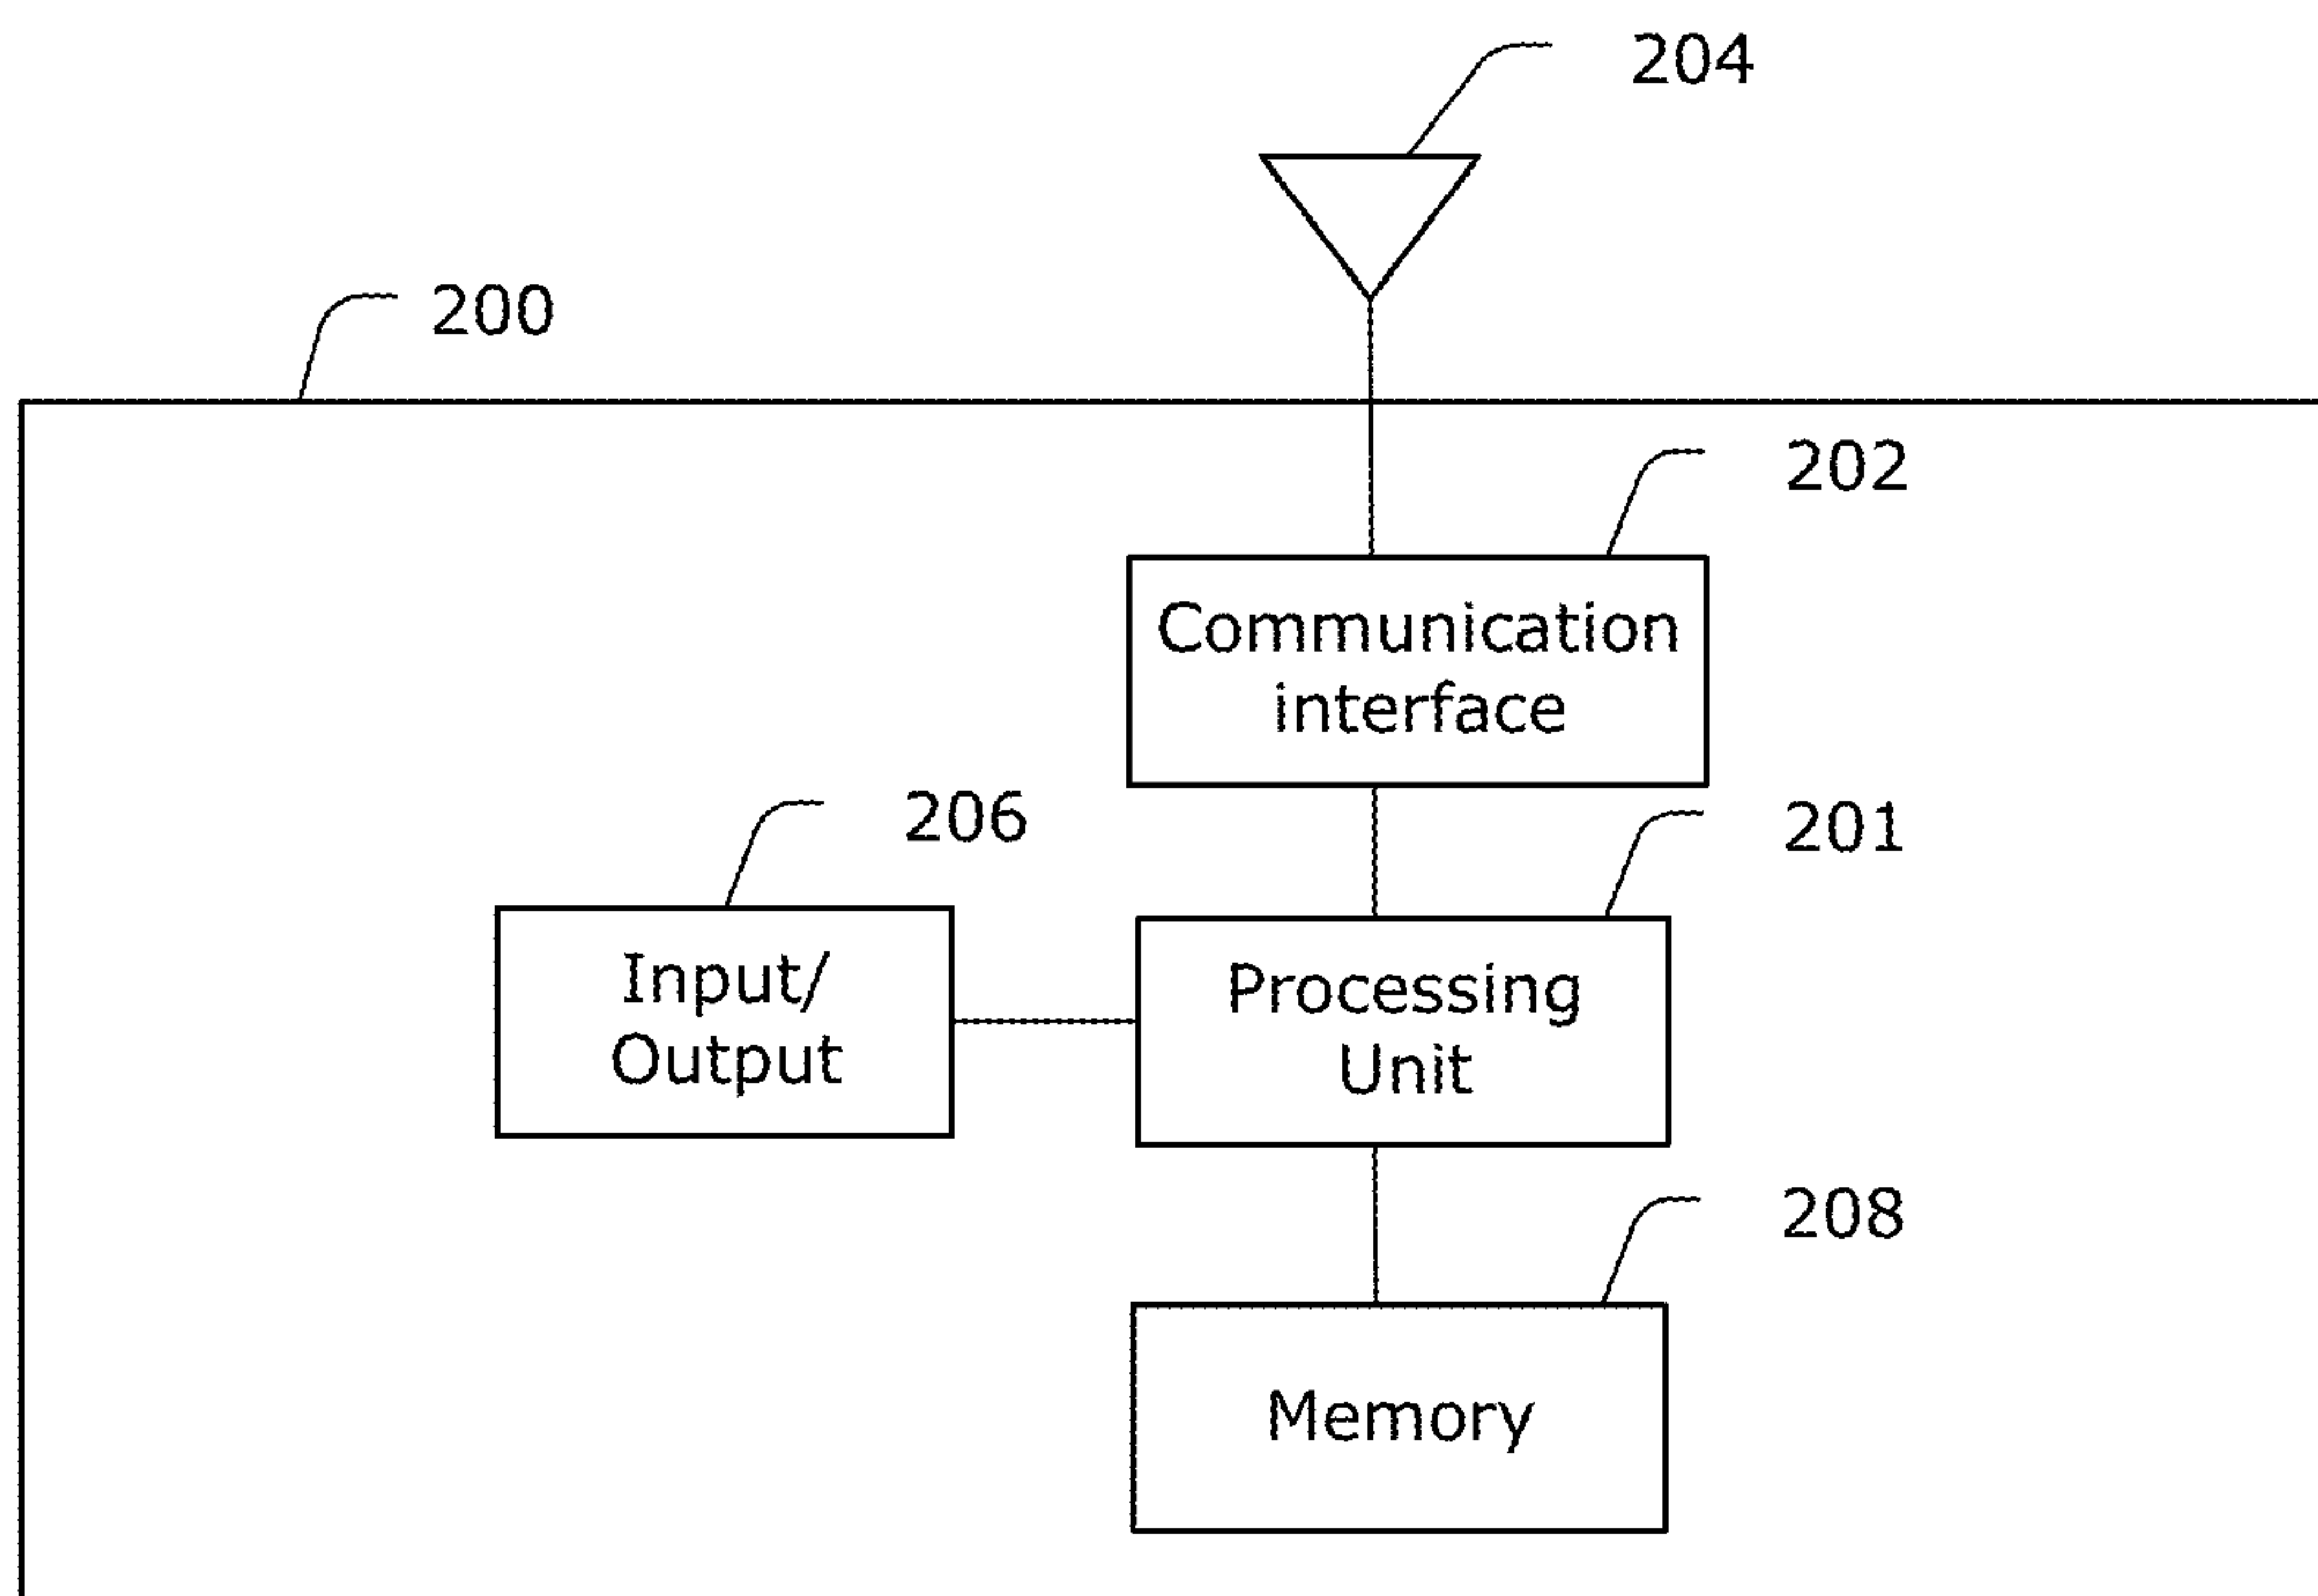 204
200
202
Communication
interface
206
201
Input/
Output
Processing
Unit
208
Memory